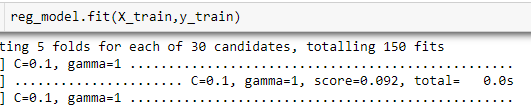 reg_model.fit(X_train,y_train)
ting 5 folds for each of 30 candidates, totalling 150 fits
] C=0.1, gamma=1 ................................................
] ..................... C=0.1, gamma=1, score=0.092, total=   0.0s
] C=0.1, gamma=1 ................................................